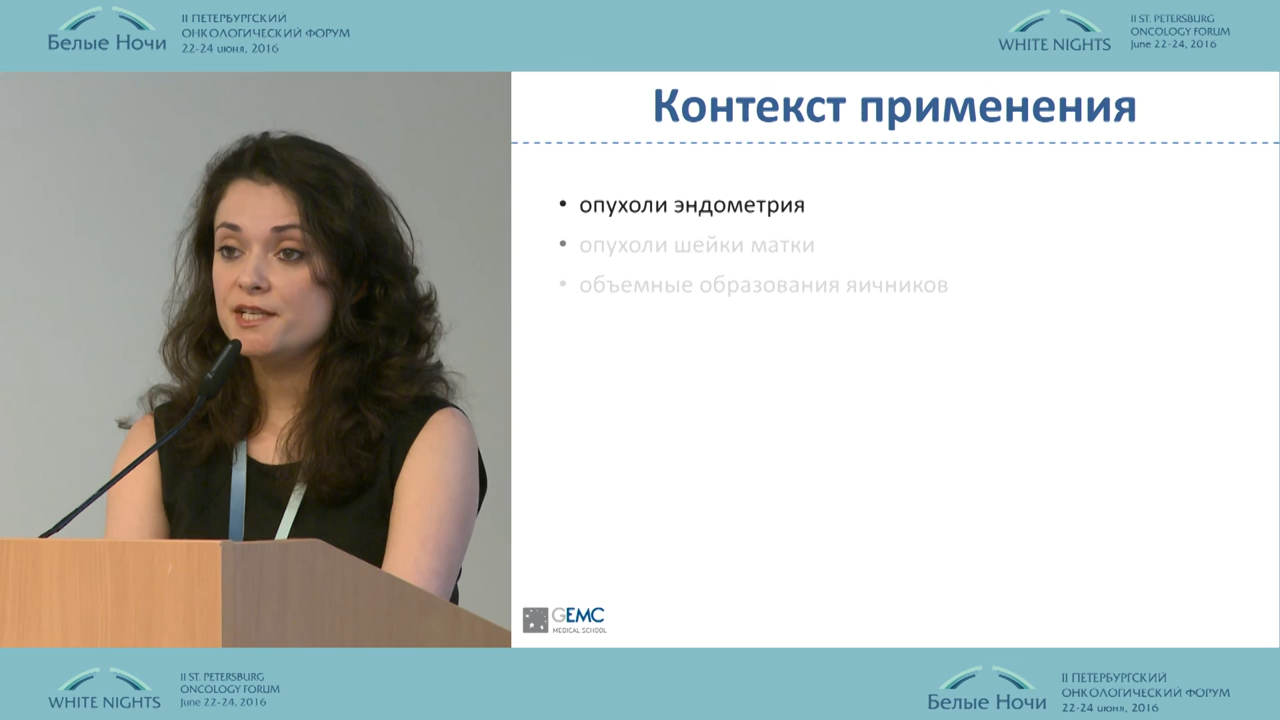 Белые Ночи
II ПЕТЕРБУРГСКИЙ
ОНКОЛОГИЧЕСКИЙ ФОРУМ
22-24 июня, 2016
WHITE NIGHTS
II ST. PETERSBURG
ONCOLOGY FORUM
June 22-24, 2016
Контекст применения
• опухоли эндометрия
• опухоли шейки матки
• объемные образования яичников
GEMC
MEDICAL SCHOOL
WHITE NIGHTS
II ST. PETERSBURG
ONCOLOGY FORUM
June 22-24, 2016
Белые Ночи
II ПЕТЕРБУРГСКИЙ
ОНКОЛОГИЧЕСКИЙ ФОРУМ
22-24 июня, 2016